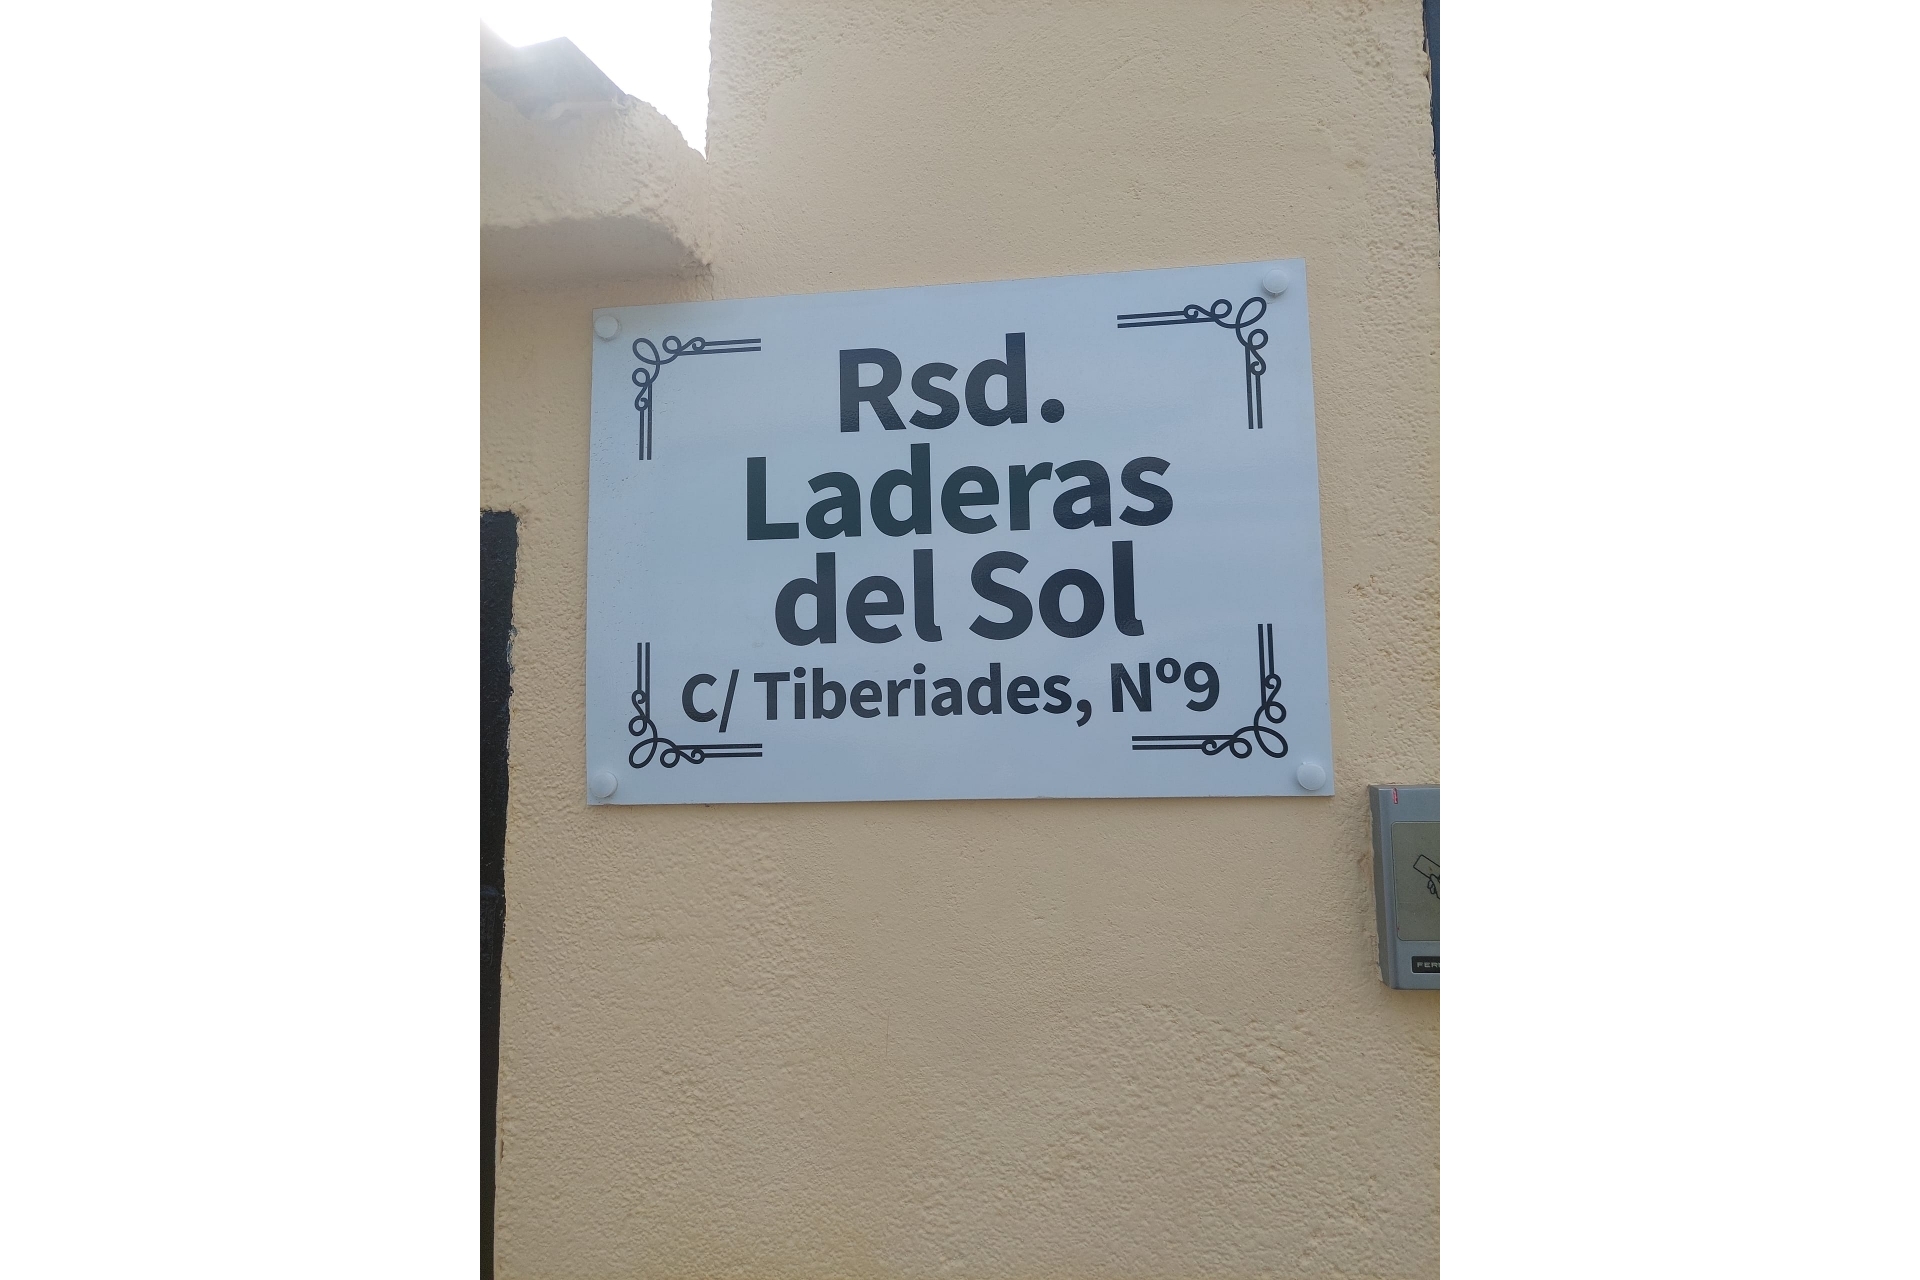 Rsd.
Laderas
del Sol
C/ Tiberiades, Nº9